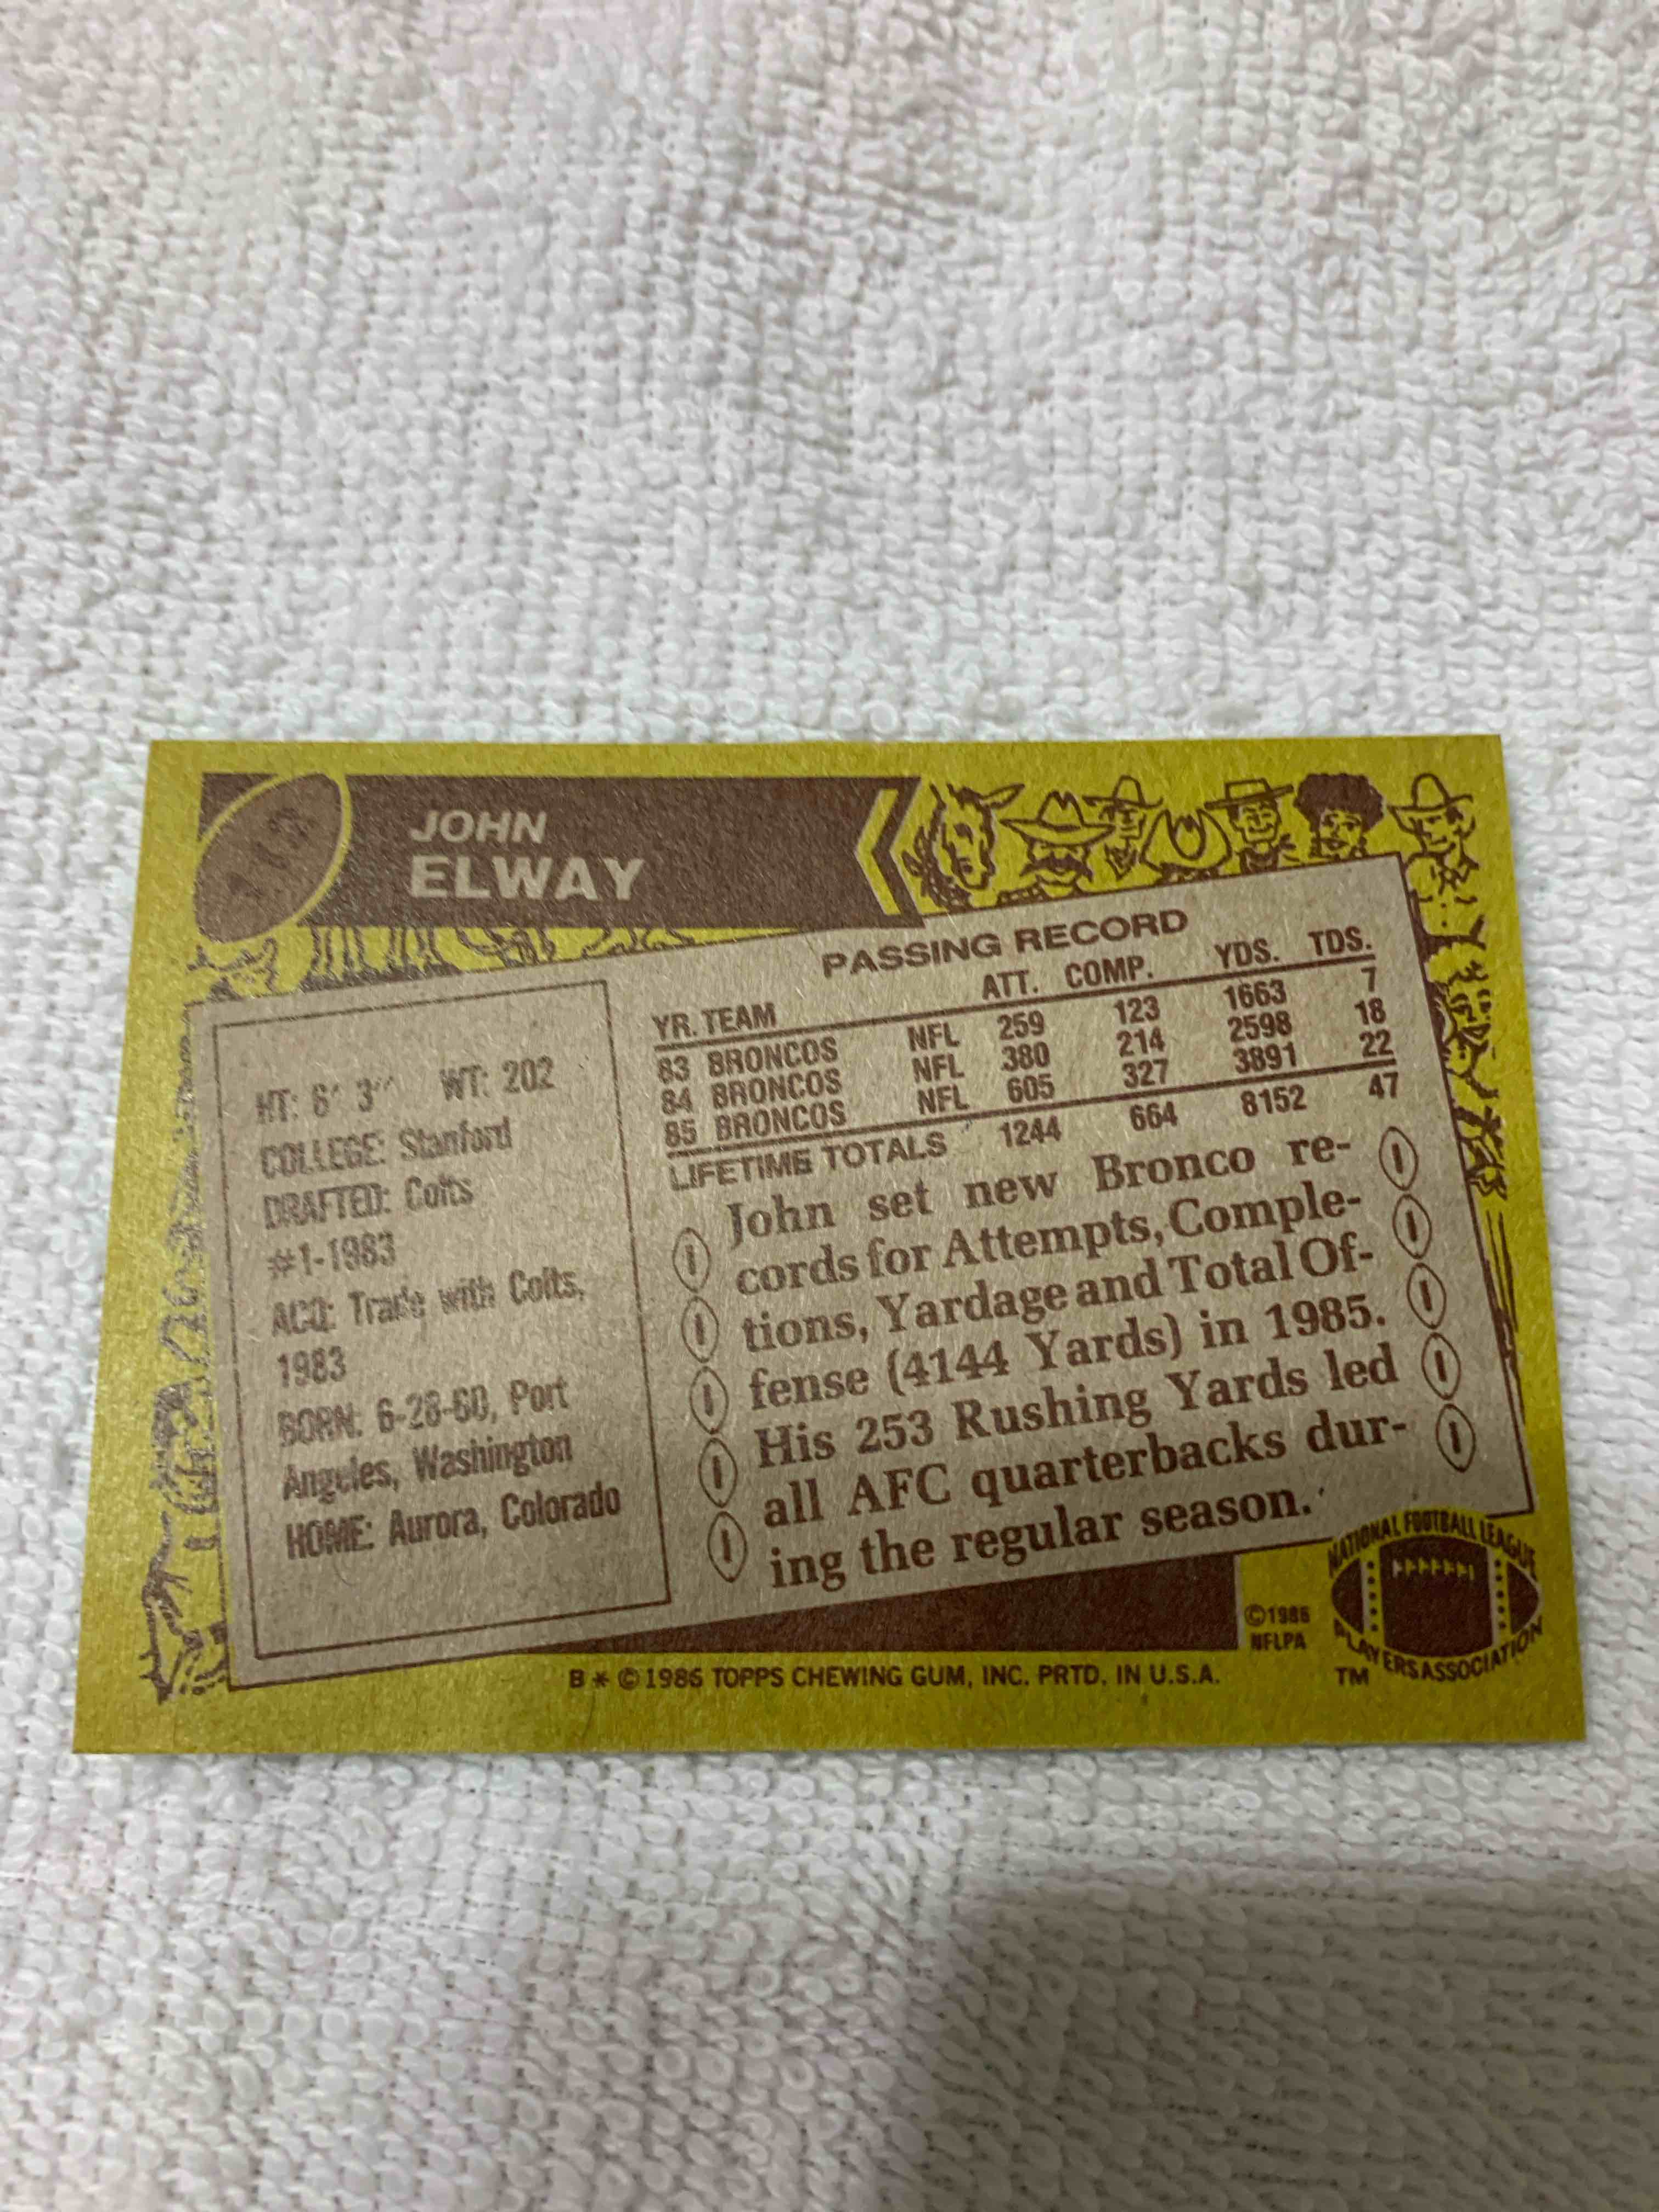 JOHN
ELWAY
PASSING RECORD
YR. TEAM ATT. COMP. YDS. TDS.
83 BRONCOS NFL 259 123 1663 7
84 BRONCOS NFL 380 214 2598 18
85 BRONCOS NFL 605 327 3891 22
LIFETIME TOTALS 1244 664 8152 47
HT: 6' 3" WT: 202
COLLEGE: Stanford
DRAFTED: Colts
#1-1983
ACQ: Trade with Colts,
1983
BORN: 6-28-60, Port
Angeles, Washington
HOME: Aurora, Colorado
John set new Bronco re-
cords for Attempts, Comple-
tions, Yardage and Total Of-
fense (4144 Yards) in 1985.
His 253 Rushing Yards led
all AFC quarterbacks dur-
ing the regular season.
©1986
NFLPA
NATIONAL FOOTBALL LEAGUE
PLAYERS ASSOCIATION
TM
B * © 1986 TOPPS CHEWING GUM, INC. PRTD. IN U.S.A.